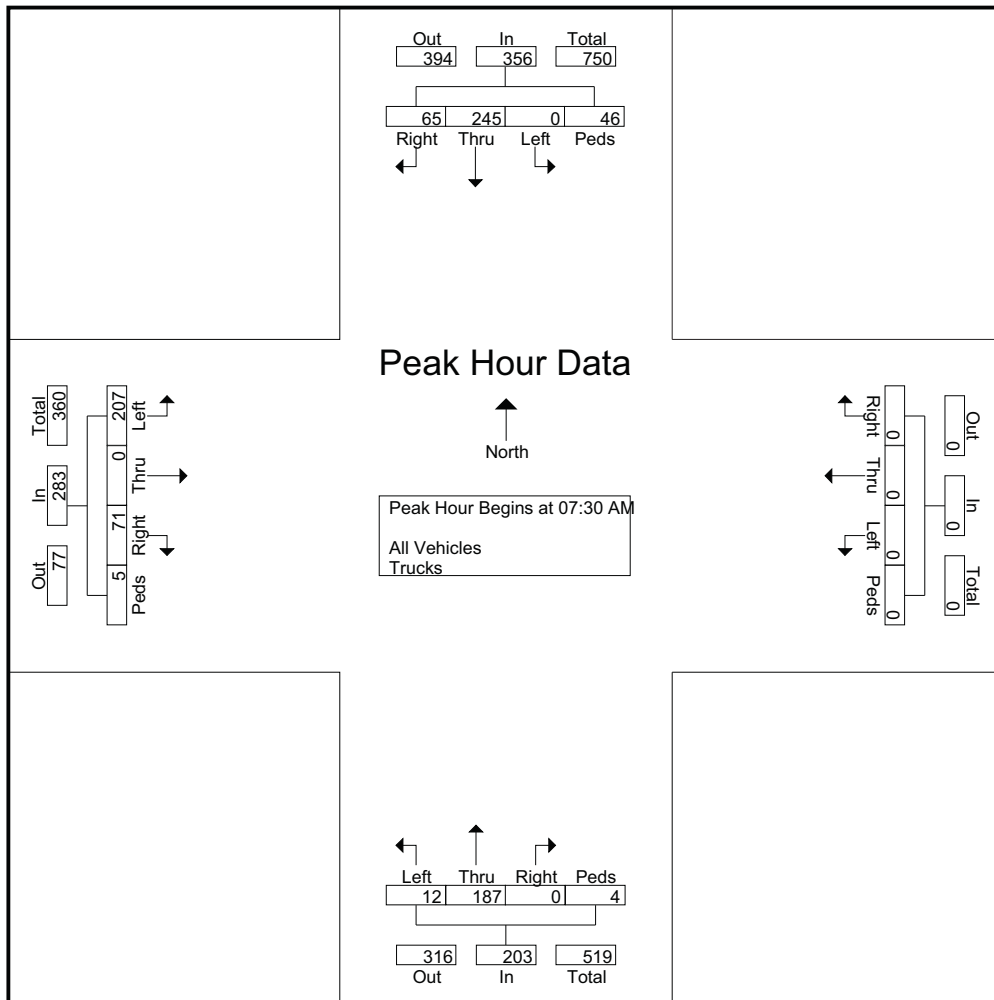 Out In Total
394 356 750
65 245 0 46
Right Thru Left Peds
Peak Hour Data
North
Peak Hour Begins at 07:30 AM
All Vehicles
Trucks
Total In Out
360 283 77
207 0 71 5
Left Thru Right Peds
Out In Total
0 0 0
0 0 0 0
Right Thru Left Peds
Left Thru Right Peds
12 187 0 4
316 203 519
Out In Total